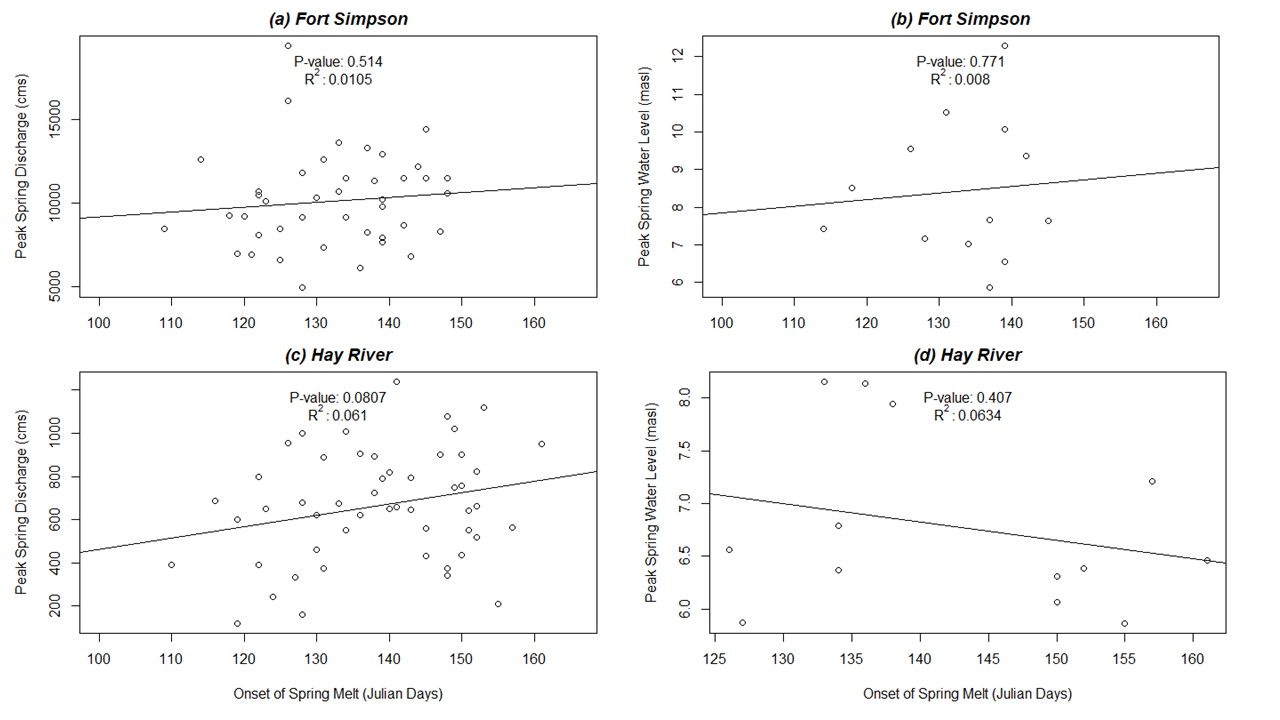 (a) Fort Simpson
P-value: 0.514
R2 : 0.0105
Peak Spring Discharge (cms)
15000
10000
5000
100 110 120 130 140 150 160
(b) Fort Simpson
P-value: 0.771
R2 : 0.008
Peak Spring Water Level (masl)
12
11
10
9
8
7
6
100 110 120 130 140 150 160
(c) Hay River
P-value: 0.0807
R2 : 0.061
Peak Spring Discharge (cms)
1000
800
600
400
200
100 110 120 130 140 150 160
Onset of Spring Melt (Julian Days)
(d) Hay River
P-value: 0.407
R2 : 0.0634
Peak Spring Water Level (masl)
8.0
7.5
7.0
6.5
6.0
125 130 135 140 145 150 155 160
Onset of Spring Melt (Julian Days)